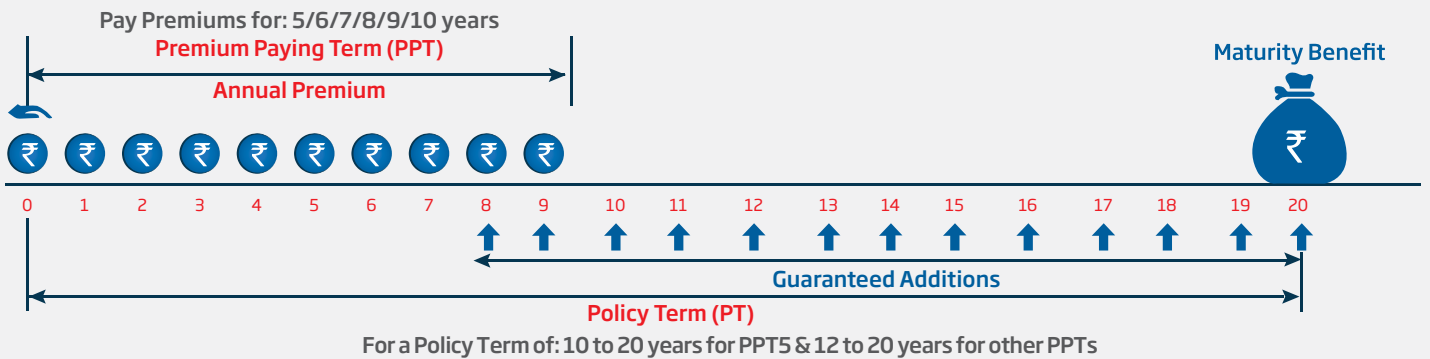 Pay Premiums for: 5/6/7/8/9/10 years
Premium Paying Term (PPT)
Maturity Benefit
Annual Premium
₹ ₹ ₹ ₹ ₹ ₹ ₹ ₹ ₹ ₹ ₹
0 1 2 3 4 5 6 7 8 9 10 11 12 13 14 15 16 17 18 19 20
Guaranteed Additions
Policy Term (PT)
For a Policy Term of: 10 to 20 years for PPT5 & 12 to 20 years for other PPTs